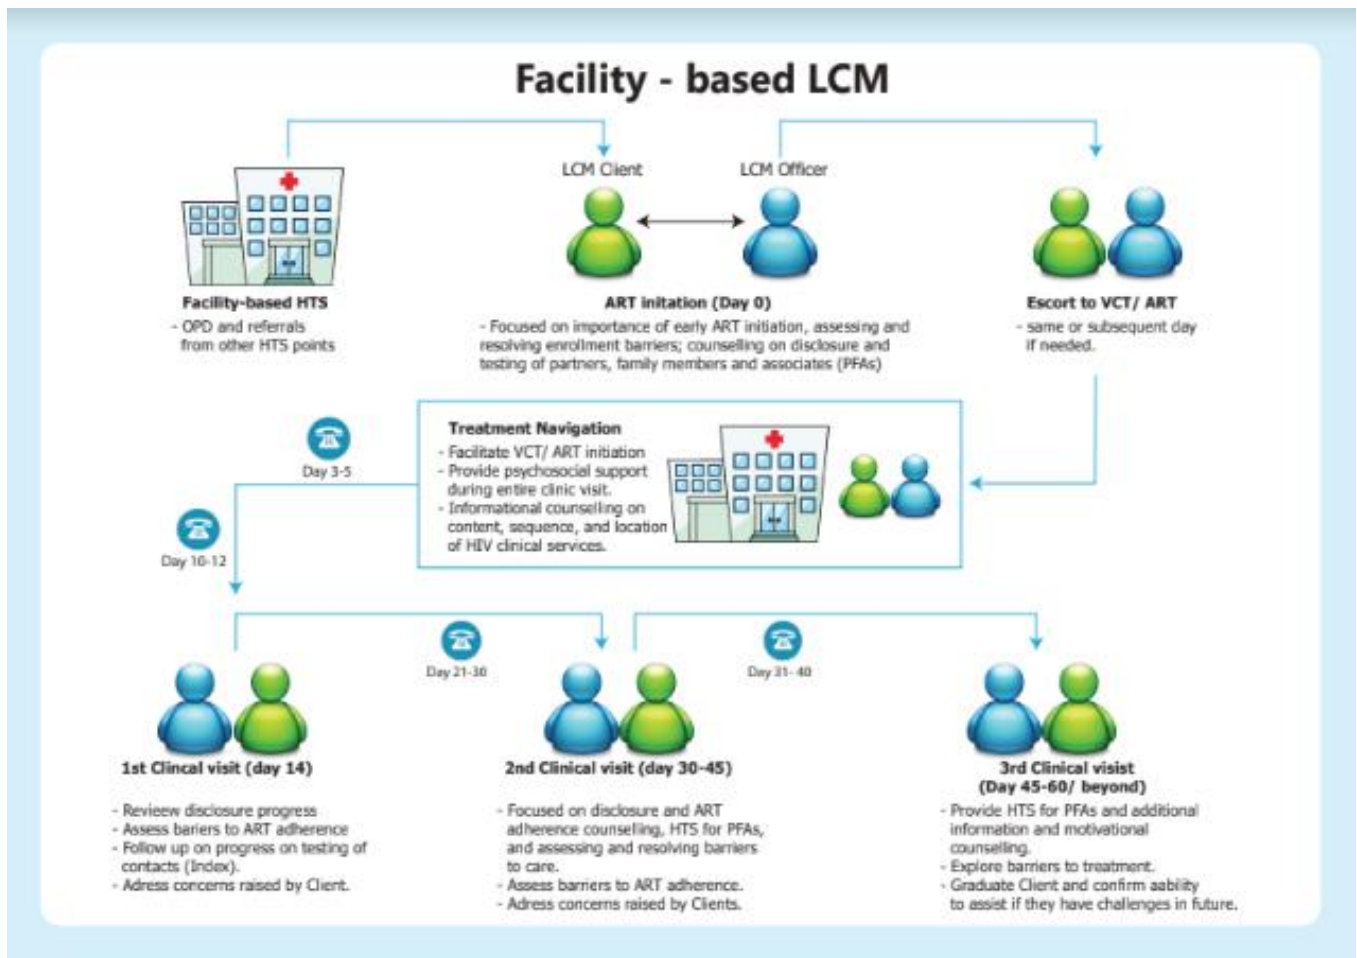 Facility - based LCM
LCM Client
LCM Officer
Facility-based HTS
- OPD and referrals
from other HTS points
ART initation (Day 0)
- Focused on importance of early ART initiation, assessing and
resolving enrollment barriers; counselling on disclosure and
testing of partners, family members and associates (PFAs)
Escort to VCT/ ART
- same or subsequent day
if needed.
Treatment Navigation
- Facilitate VCT/ ART initiation
- Provide psychosocial support
during entire clinic visit.
- Informational counselling on
content, sequence, and location
of HIV clinical services.
Day 3-5
Day 10-12
Day 21-30
Day 31- 40
1st Clincal visit (day 14)
- Revieew disclosure progress
- Assess bariers to ART adherence
- Follow up on progress on testing of
contacts (Index).
- Adress concerns raised by Client.
2nd Clinical visit (day 30-45)
- Focused on disclosure and ART
adherence counselling, HTS for PFAs,
and assessing and resolving barriers
to care.
- Assess barriers to ART adherence.
- Adress concerns raised by Clients.
3rd Clinical visist
(Day 45-60/ beyond)
- Provide HTS for PFAs and additional
information and motivational
counselling.
- Explore barriers to treatment.
- Graduate Client and confirm aability
to assist if they have challenges in future.